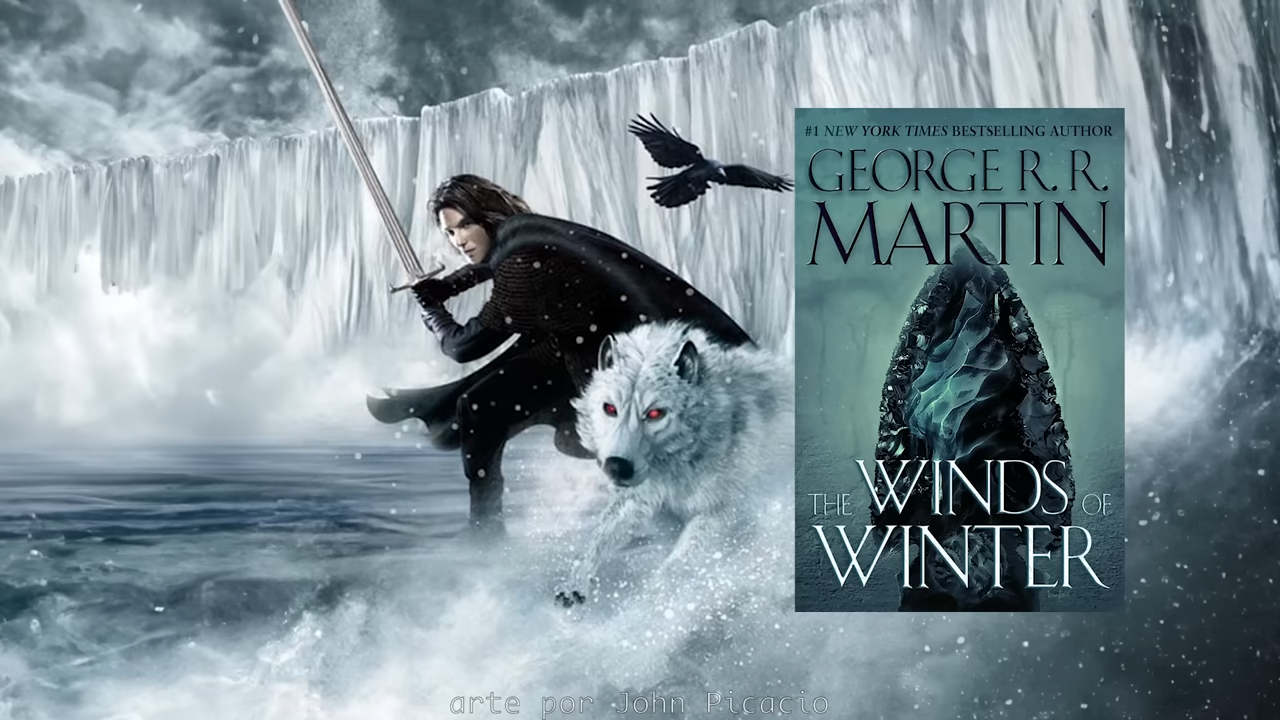 #1 NEW YORK TIMES BESTSELLING AUTHOR
GEORGE R. R.
MARTIN
THE WINDS OF
WINTER
arte por John Picacio